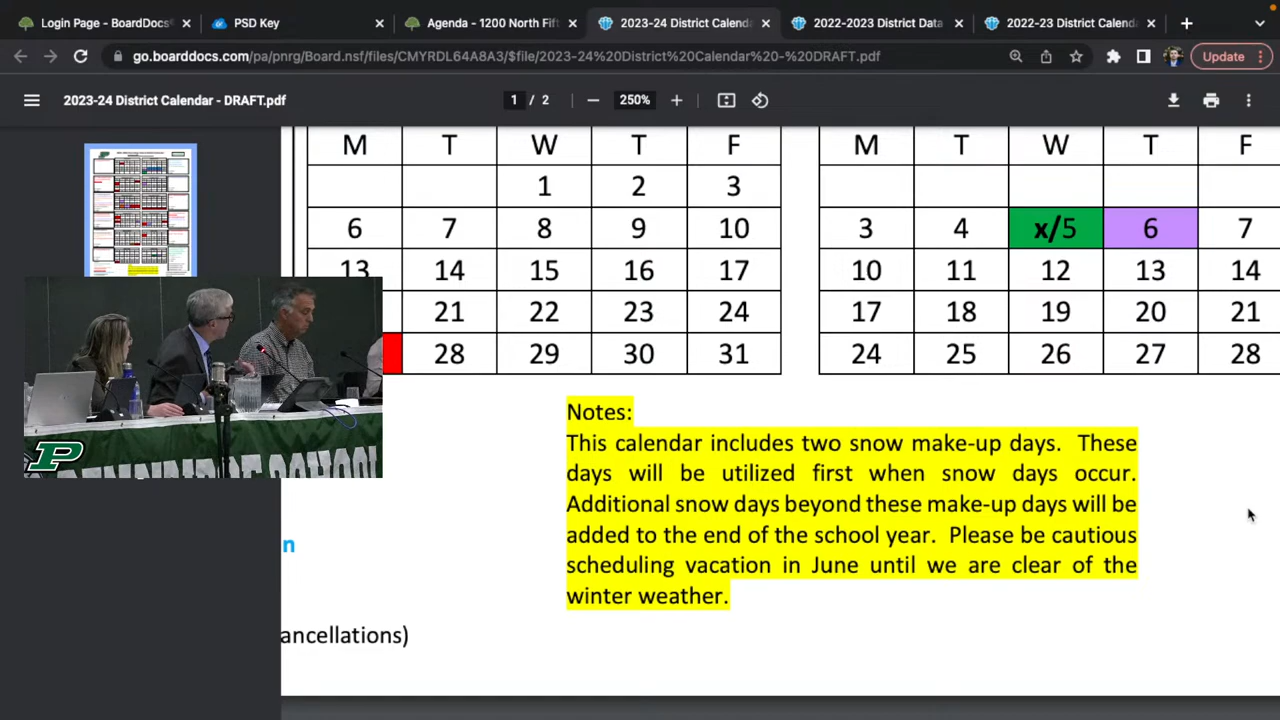 Login Page - BoardDocs®
PSD Key
Agenda - 1200 North Fift
2023-24 District Calenda
2022-2023 District Data
2022-23 District Calend
go.boarddocs.com/pa/pnrg/Board.nsf/files/CMYRDL64A8A3/$file/2023-24%20District%20Calendar%20-%20DRAFT.pdf
Update
2023-24 District Calendar - DRAFT.pdf
1 / 2
250%
M T W T F
1 2 3
6 7 8 9 10
13 14 15 16 17
21 22 23 24
28 29 30 31
M T W T F
3 4 x/5 6 7
10 11 12 13 14
17 18 19 20 21
24 25 26 27 28
P
Notes:
This calendar includes two snow make-up days. These
days will be utilized first when snow days occur.
Additional snow days beyond these make-up days will be
added to the end of the school year. Please be cautious
scheduling vacation in June until we are clear of the
winter weather.
n
ancellations)